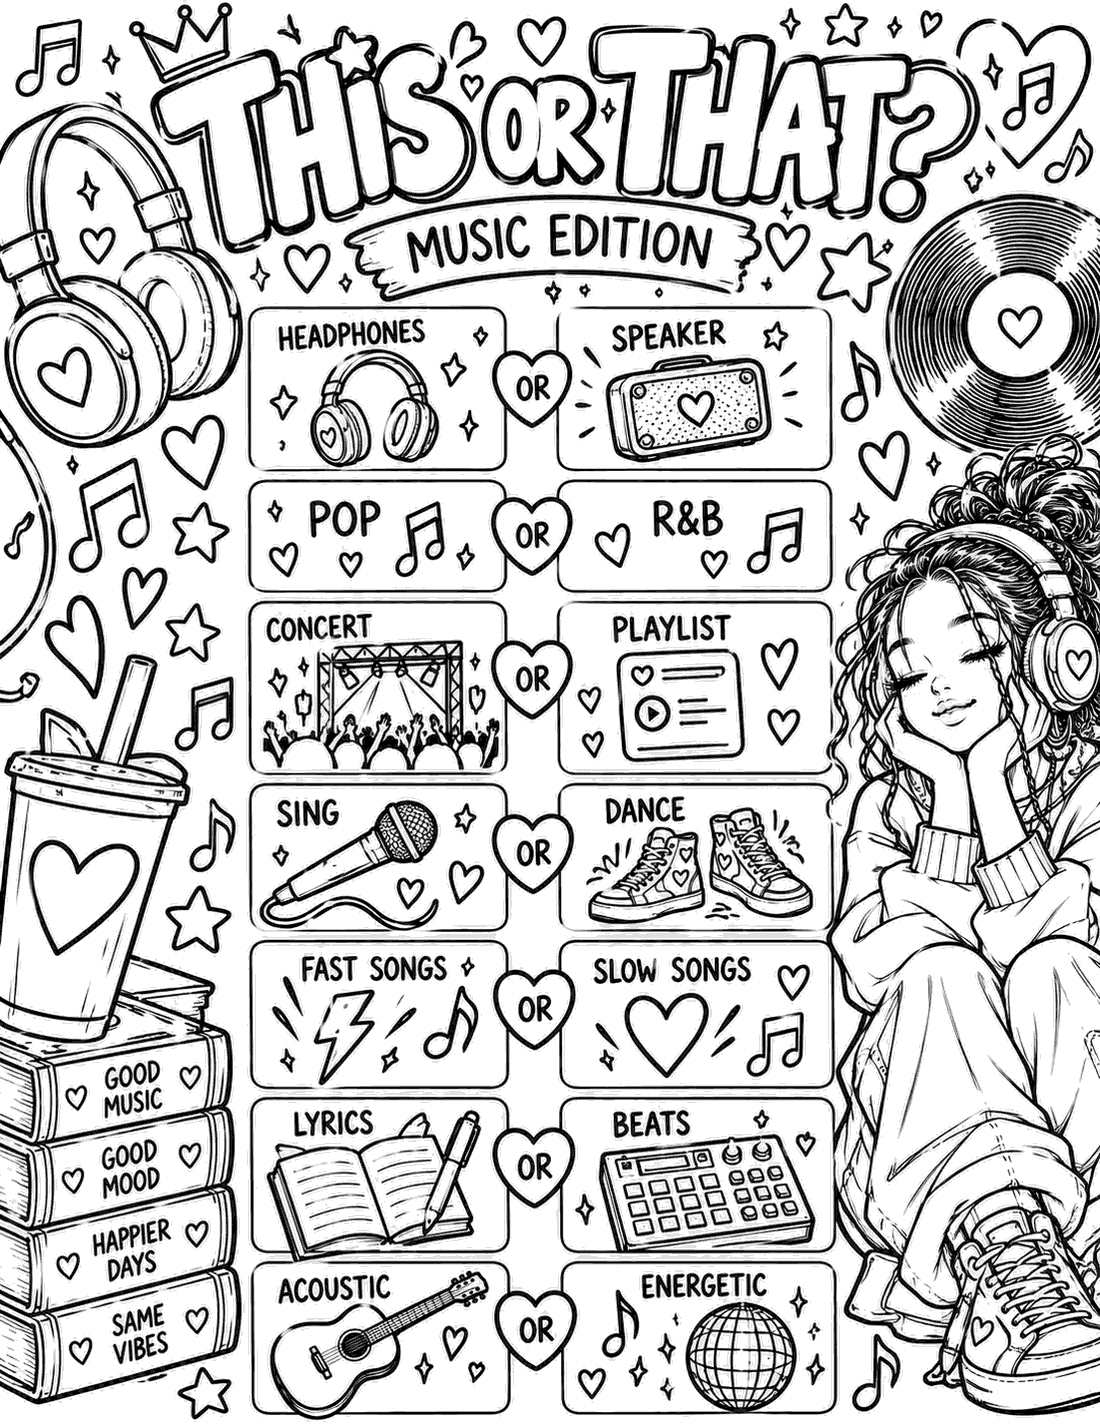 THIS OR THAT?
MUSIC EDITION
HEADPHONES
OR
SPEAKER
POP
OR
R&B
CONCERT
OR
PLAYLIST
SING
OR
DANCE
FAST SONGS
OR
SLOW SONGS
LYRICS
OR
BEATS
ACOUSTIC
OR
ENERGETIC
GOOD
MUSIC
GOOD
MOOD
HAPPIER
DAYS
SAME
VIBES